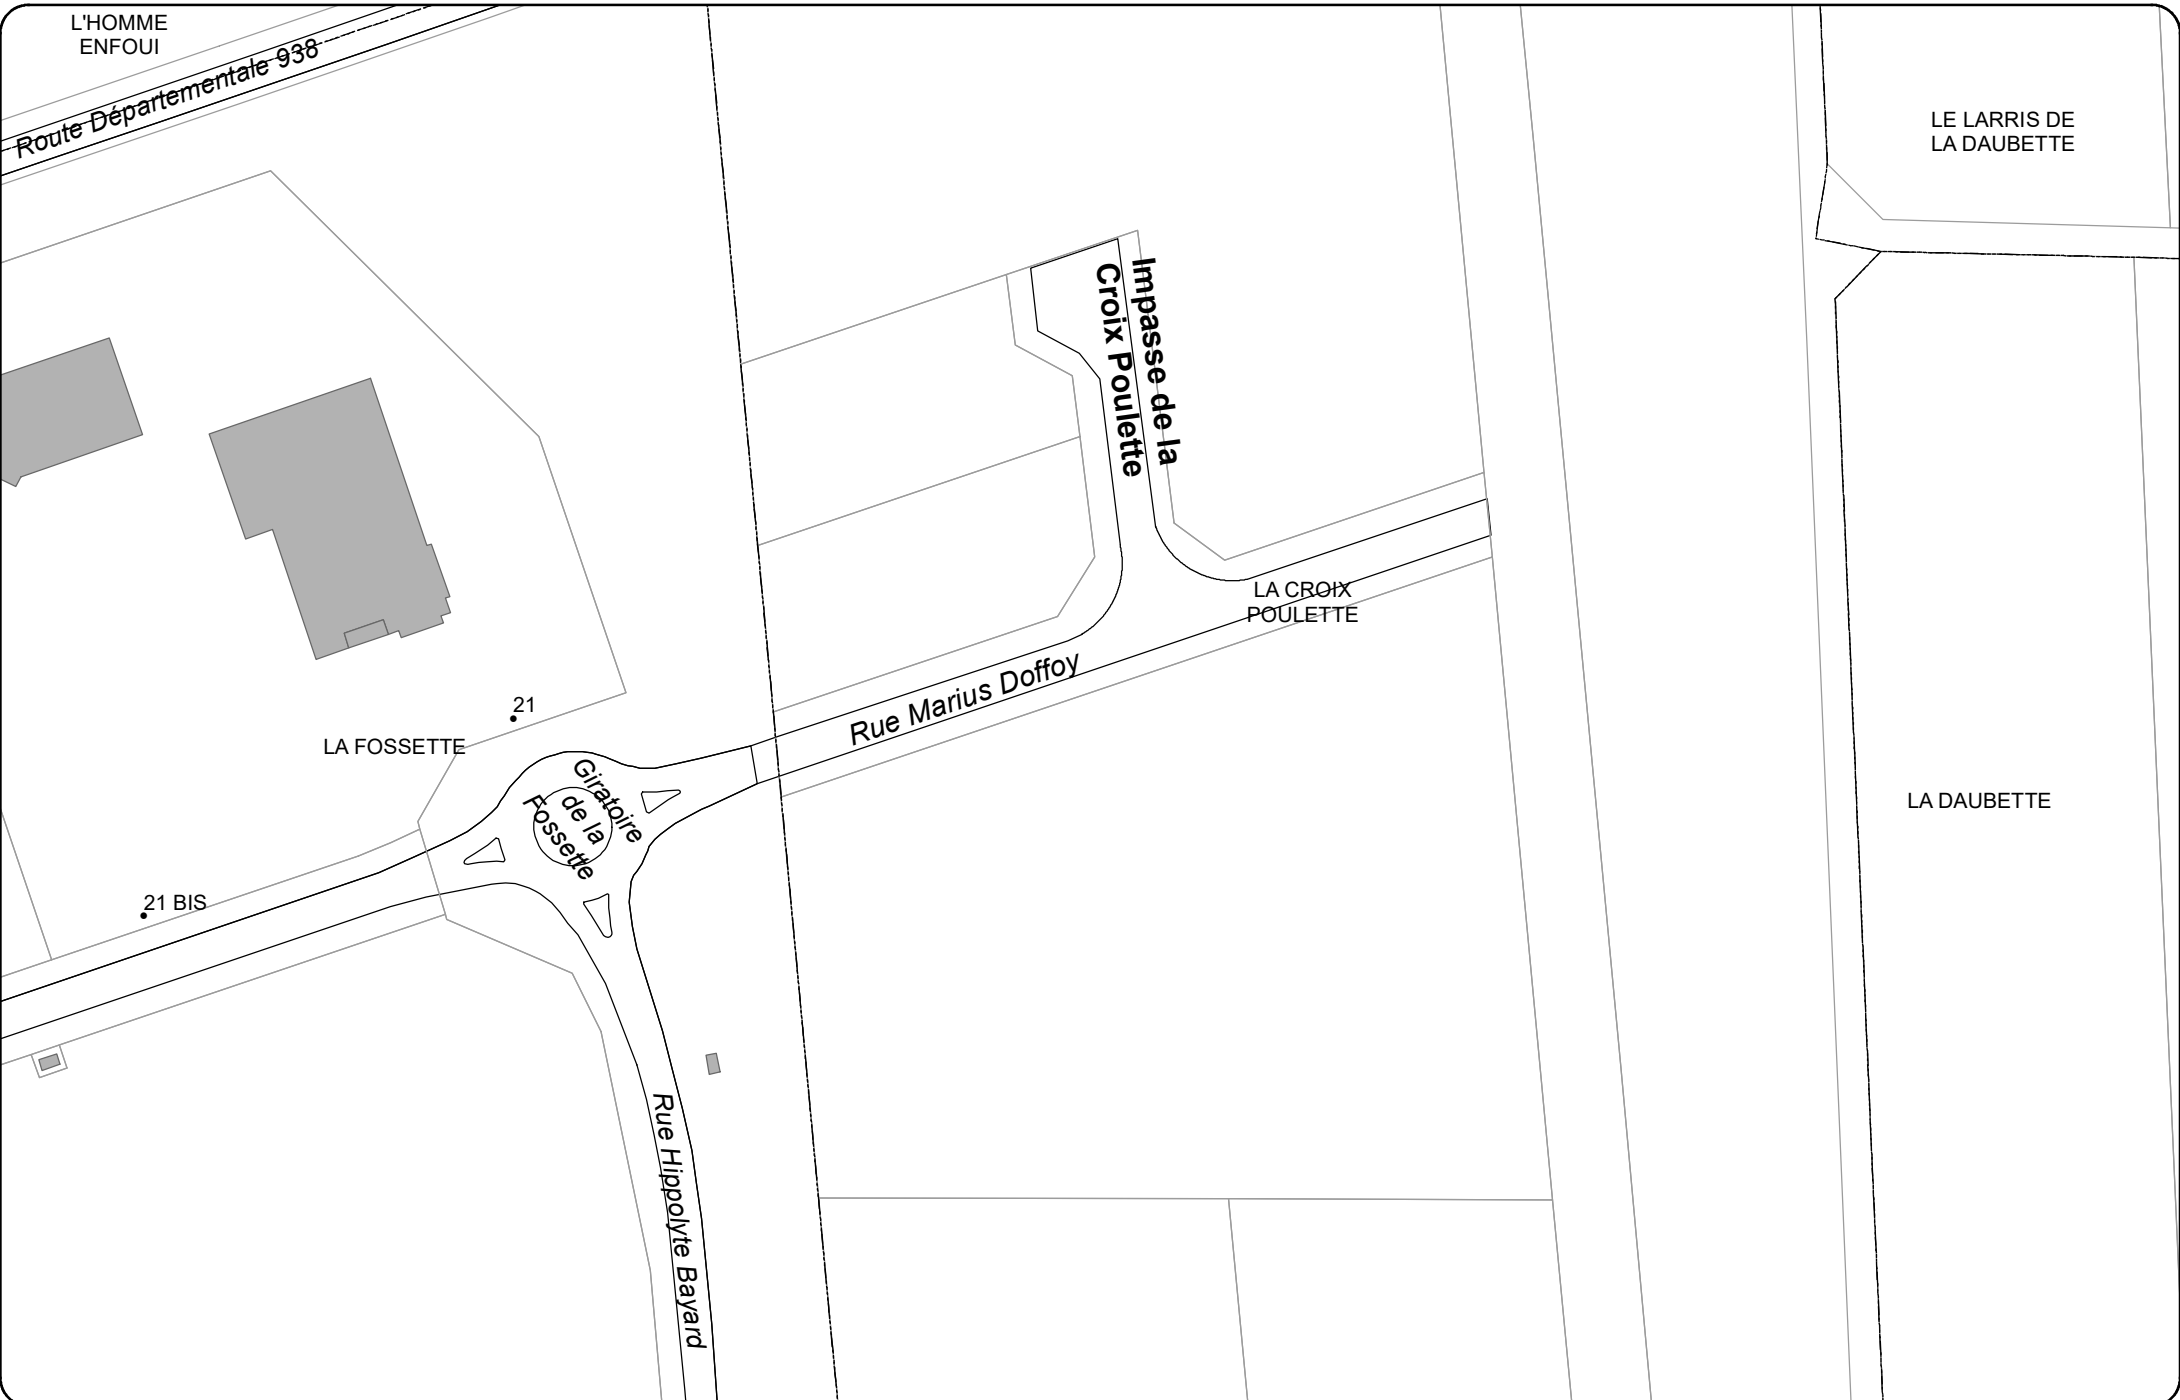 L'HOMME
ENFOUI
Route Départementale 938
LE LARRIS DE
LA DAUBETTE
Impasse de la
Croix Poulette
LA CROIX
POULETTE
Rue Marius Doffoy
21
LA FOSSETTE
Giratoire
de la
Fossette
LA DAUBETTE
21 BIS
Rue Hippolyte Bayard